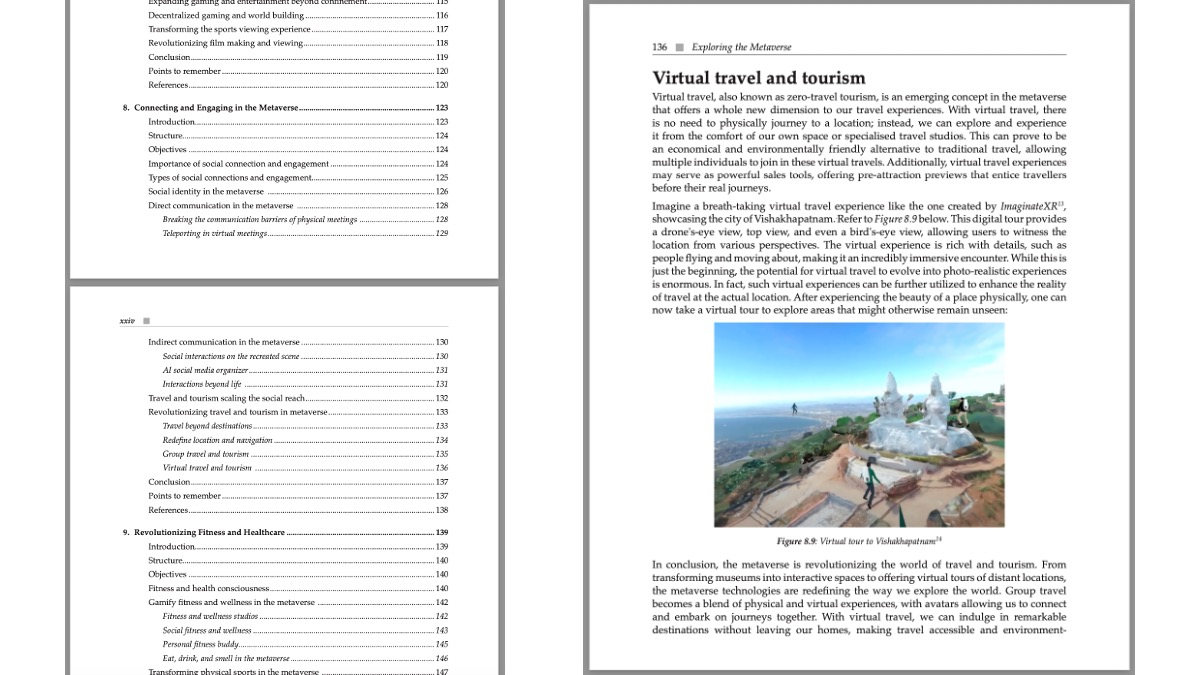 Expanding gaming and entertainment beyond confinement 115
Decentralized gaming and world building 116
Transforming the sports viewing experience 117
Revolutionizing film making and viewing 118
Conclusion 119
Points to remember 120
References 120
8. Connecting and Engaging in the Metaverse 123
Introduction 123
Structure 124
Objectives 124
Importance of social connection and engagement 124
Types of social connections and engagement 125
Social identity in the metaverse 126
Direct communication in the metaverse 128
Breaking the communication barriers of physical meetings 128
Teleporting in virtual meetings 129
xxiv
Indirect communication in the metaverse 130
Social interactions on the recreated scene 130
AI social media organizer 131
Interactions beyond life 131
Travel and tourism scaling the social reach 132
Revolutionizing travel and tourism in metaverse 133
Travel beyond destinations 133
Redefine location and navigation 134
Group travel and tourism 135
Virtual travel and tourism 136
Conclusion 137
Points to remember 137
References 138
9. Revolutionizing Fitness and Healthcare 139
Introduction 139
Structure 140
Objectives 140
Fitness and health consciousness 140
Gamify fitness and wellness in the metaverse 142
Fitness and wellness studios 142
Social fitness and wellness 143
Personal fitness buddy 145
Eat, drink, and smell in the metaverse 146
Transforming physical sports in the metaverse 147
136 Exploring the Metaverse
Virtual travel and tourism
Virtual travel, also known as zero-travel tourism, is an emerging concept in the metaverse
that offers a whole new dimension to our travel experiences. With virtual travel, there
is no need to physically journey to a location; instead, we can explore and experience
it from the comfort of our own space or specialised travel studios. This can prove to be
an economical and environmentally friendly alternative to traditional travel, allowing
multiple individuals to join in these virtual travels. Additionally, virtual travel experiences
may serve as powerful sales tools, offering pre-attraction previews that entice travellers
before their real journeys.
Imagine a breath-taking virtual travel experience like the one created by ImaginateXR¹³,
showcasing the city of Vishakhapatnam. Refer to Figure 8.9 below. This digital tour provides
a drone's-eye view, top view, and even a bird's-eye view, allowing users to witness the
location from various perspectives. The virtual experience is rich with details, such as
people flying and moving about, making it an incredibly immersive encounter. While this is
just the beginning, the potential for virtual travel to evolve into photo-realistic experiences
is enormous. In fact, such virtual experiences can be further utilized to enhance the reality
of travel at the actual location. After experiencing the beauty of a place physically, one can
now take a virtual tour to explore areas that might otherwise remain unseen:
Figure 8.9: Virtual tour to Vishakhapatnam¹⁴
In conclusion, the metaverse is revolutionizing the world of travel and tourism. From
transforming museums into interactive spaces to offering virtual tours of distant locations,
the metaverse technologies are redefining the way we explore the world. Group travel
becomes a blend of physical and virtual experiences, with avatars allowing us to connect
and embark on journeys together. With virtual travel, we can indulge in remarkable
destinations without leaving our homes, making travel accessible and environment-